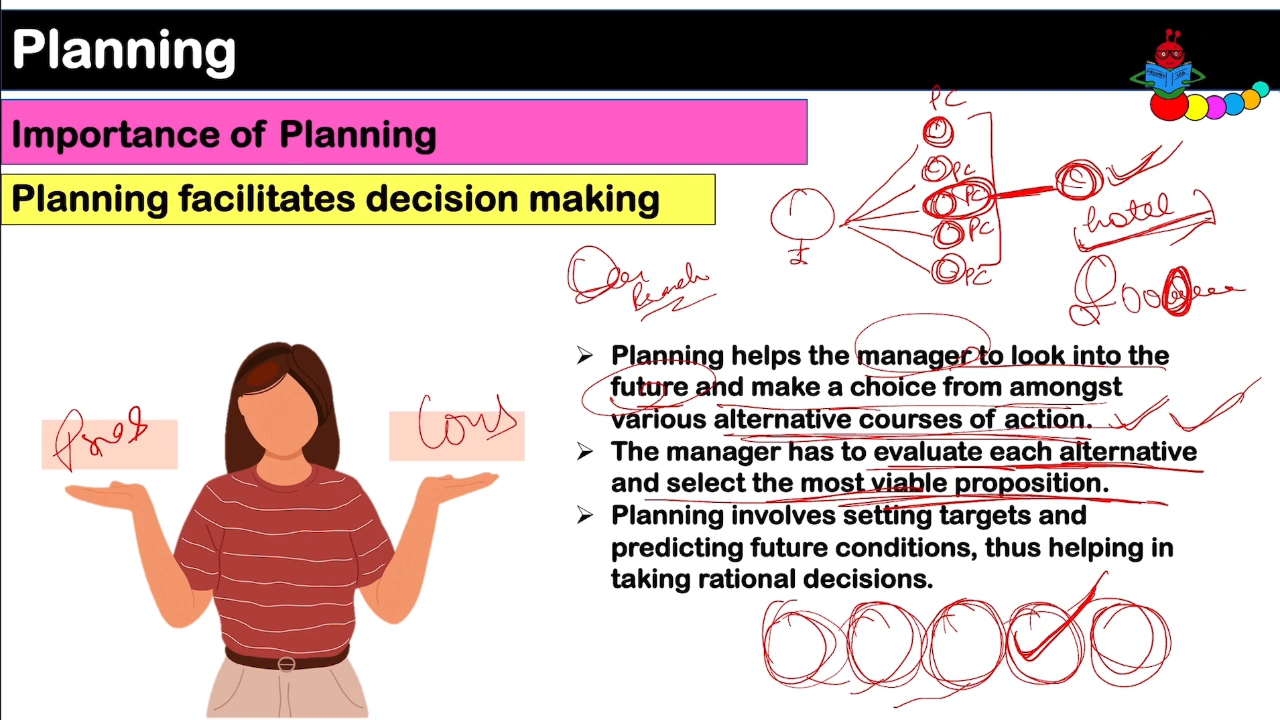 Planning
Importance of Planning
Planning facilitates decision making
PC
PC
PC
PC
PC
hotel
Pros
Cons
➢ Planning helps the manager to look into the
future and make a choice from amongst
various alternative courses of action.
➢ The manager has to evaluate each alternative
and select the most viable proposition.
➢ Planning involves setting targets and
predicting future conditions, thus helping in
taking rational decisions.